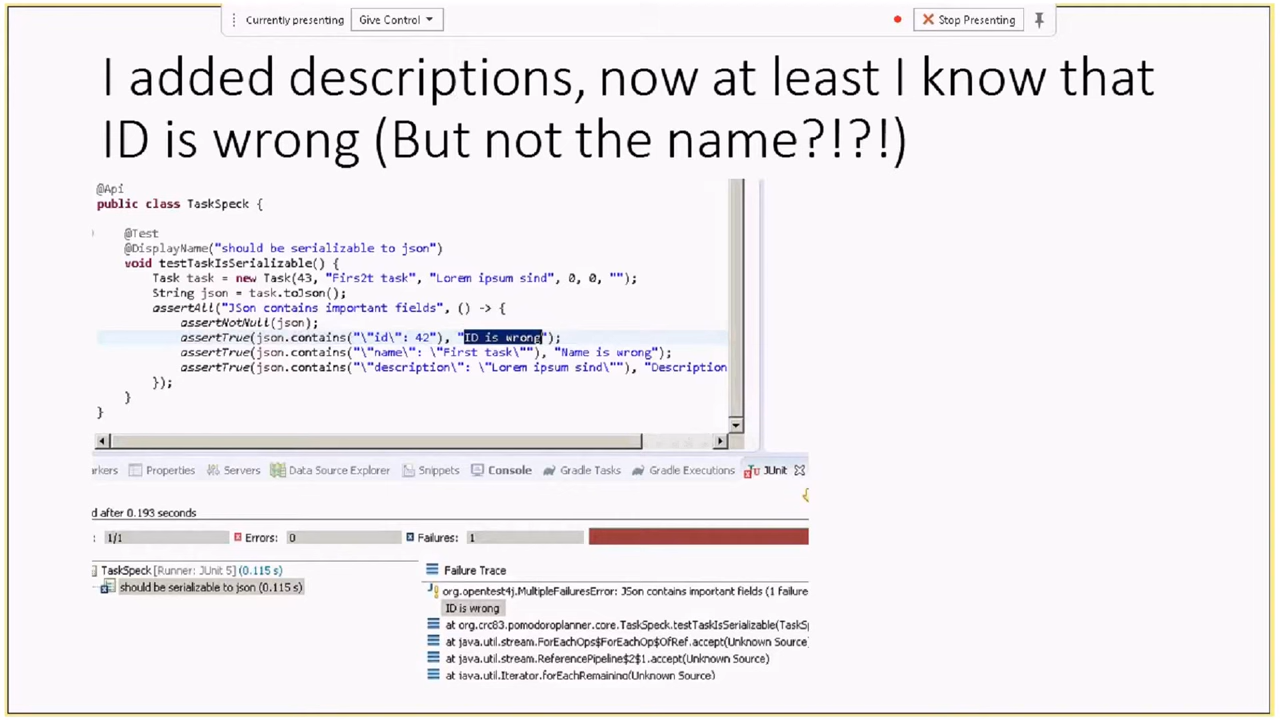 Currently presenting Give Control Stop Presenting
I added descriptions, now at least I know that
ID is wrong (But not the name?!?!)
@Api
public class TaskSpeck {
@Test
@DisplayName("should be serializable to json")
void testTaskIsSerializable() {
Task task = new Task(43, "Firs2t task", "Lorem ipsum sind", 0, 0, "");
String json = task.toJson();
assertAll("JSon contains important fields", () -> {
assertNotNull(json);
assertTrue(json.contains("\"id\": 42"), "ID is wrong");
assertTrue(json.contains("\"name\": \"First task\""), "Name is wrong");
assertTrue(json.contains("\"description\": \"Lorem ipsum sind\""), "Description
});
}
}
arkers Properties Servers Data Source Explorer Snippets Console Gradle Tasks Gradle Executions JUnit
d after 0.193 seconds
: 1/1 Errors: 0 Failures: 1
TaskSpeck [Runner: JUnit 5] (0.115 s)
should be serializable to json (0.115 s)
Failure Trace
org.opentest4j.MultipleFailuresError: JSon contains important fields (1 failure
ID is wrong
at org.crc83.pomodoroplanner.core.TaskSpeck.testTaskIsSerializable(TaskSp
at java.util.stream.ForEachOps$ForEachOp$OfRef.accept(Unknown Source)
at java.util.stream.ReferencePipeline$2$1.accept(Unknown Source)
at java.util.Iterator.forEachRemaining(Unknown Source)